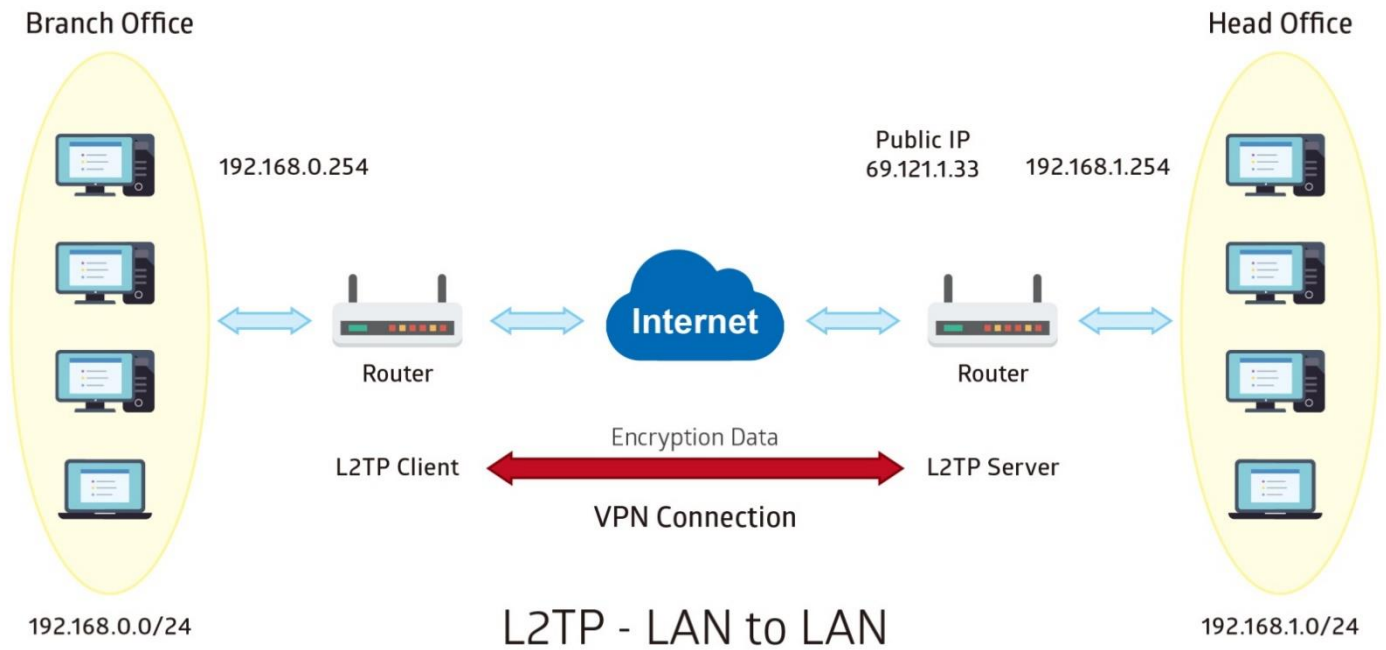 Branch Office
Head Office
192.168.0.254
Public IP
69.121.1.33
192.168.1.254
Internet
Router
Router
Encryption Data
L2TP Client
L2TP Server
VPN Connection
192.168.0.0/24
L2TP - LAN to LAN
192.168.1.0/24